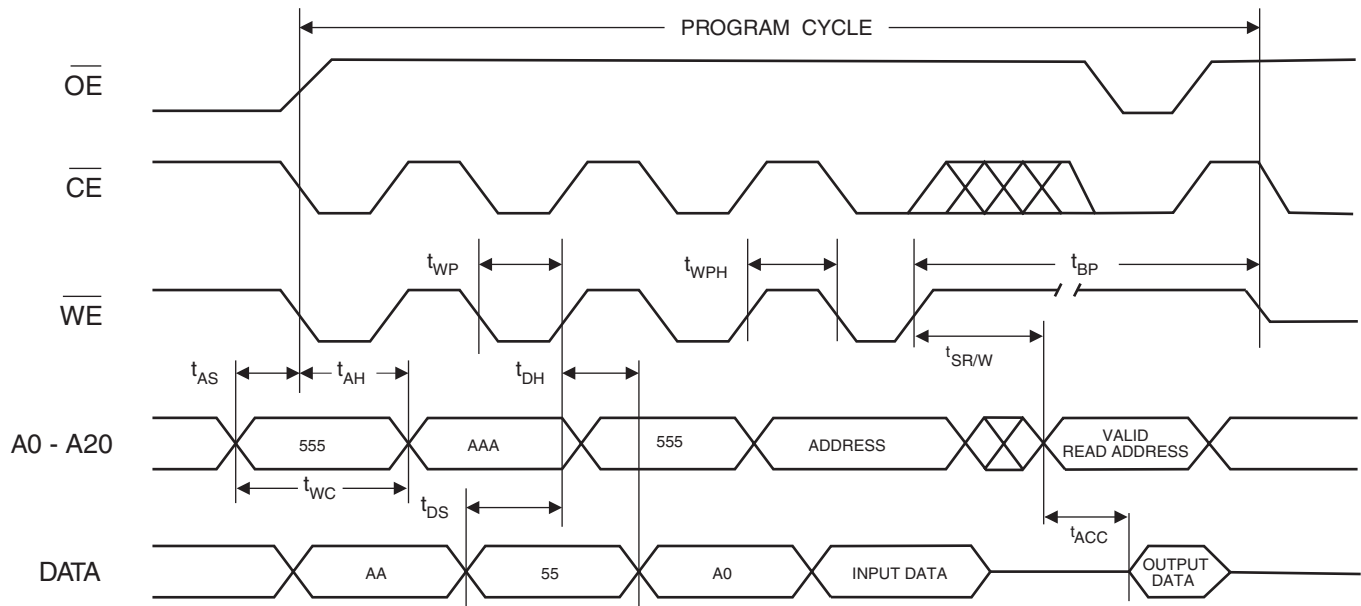 PROGRAM CYCLE
OE
CE
tWP
tWPH
tBP
WE
tSR/W
tAS
tAH
tDH
A0 - A20
555
AAA
555
ADDRESS
VALID
READ ADDRESS
tWC
tDS
tACC
DATA
AA
55
A0
INPUT DATA
OUTPUT
DATA